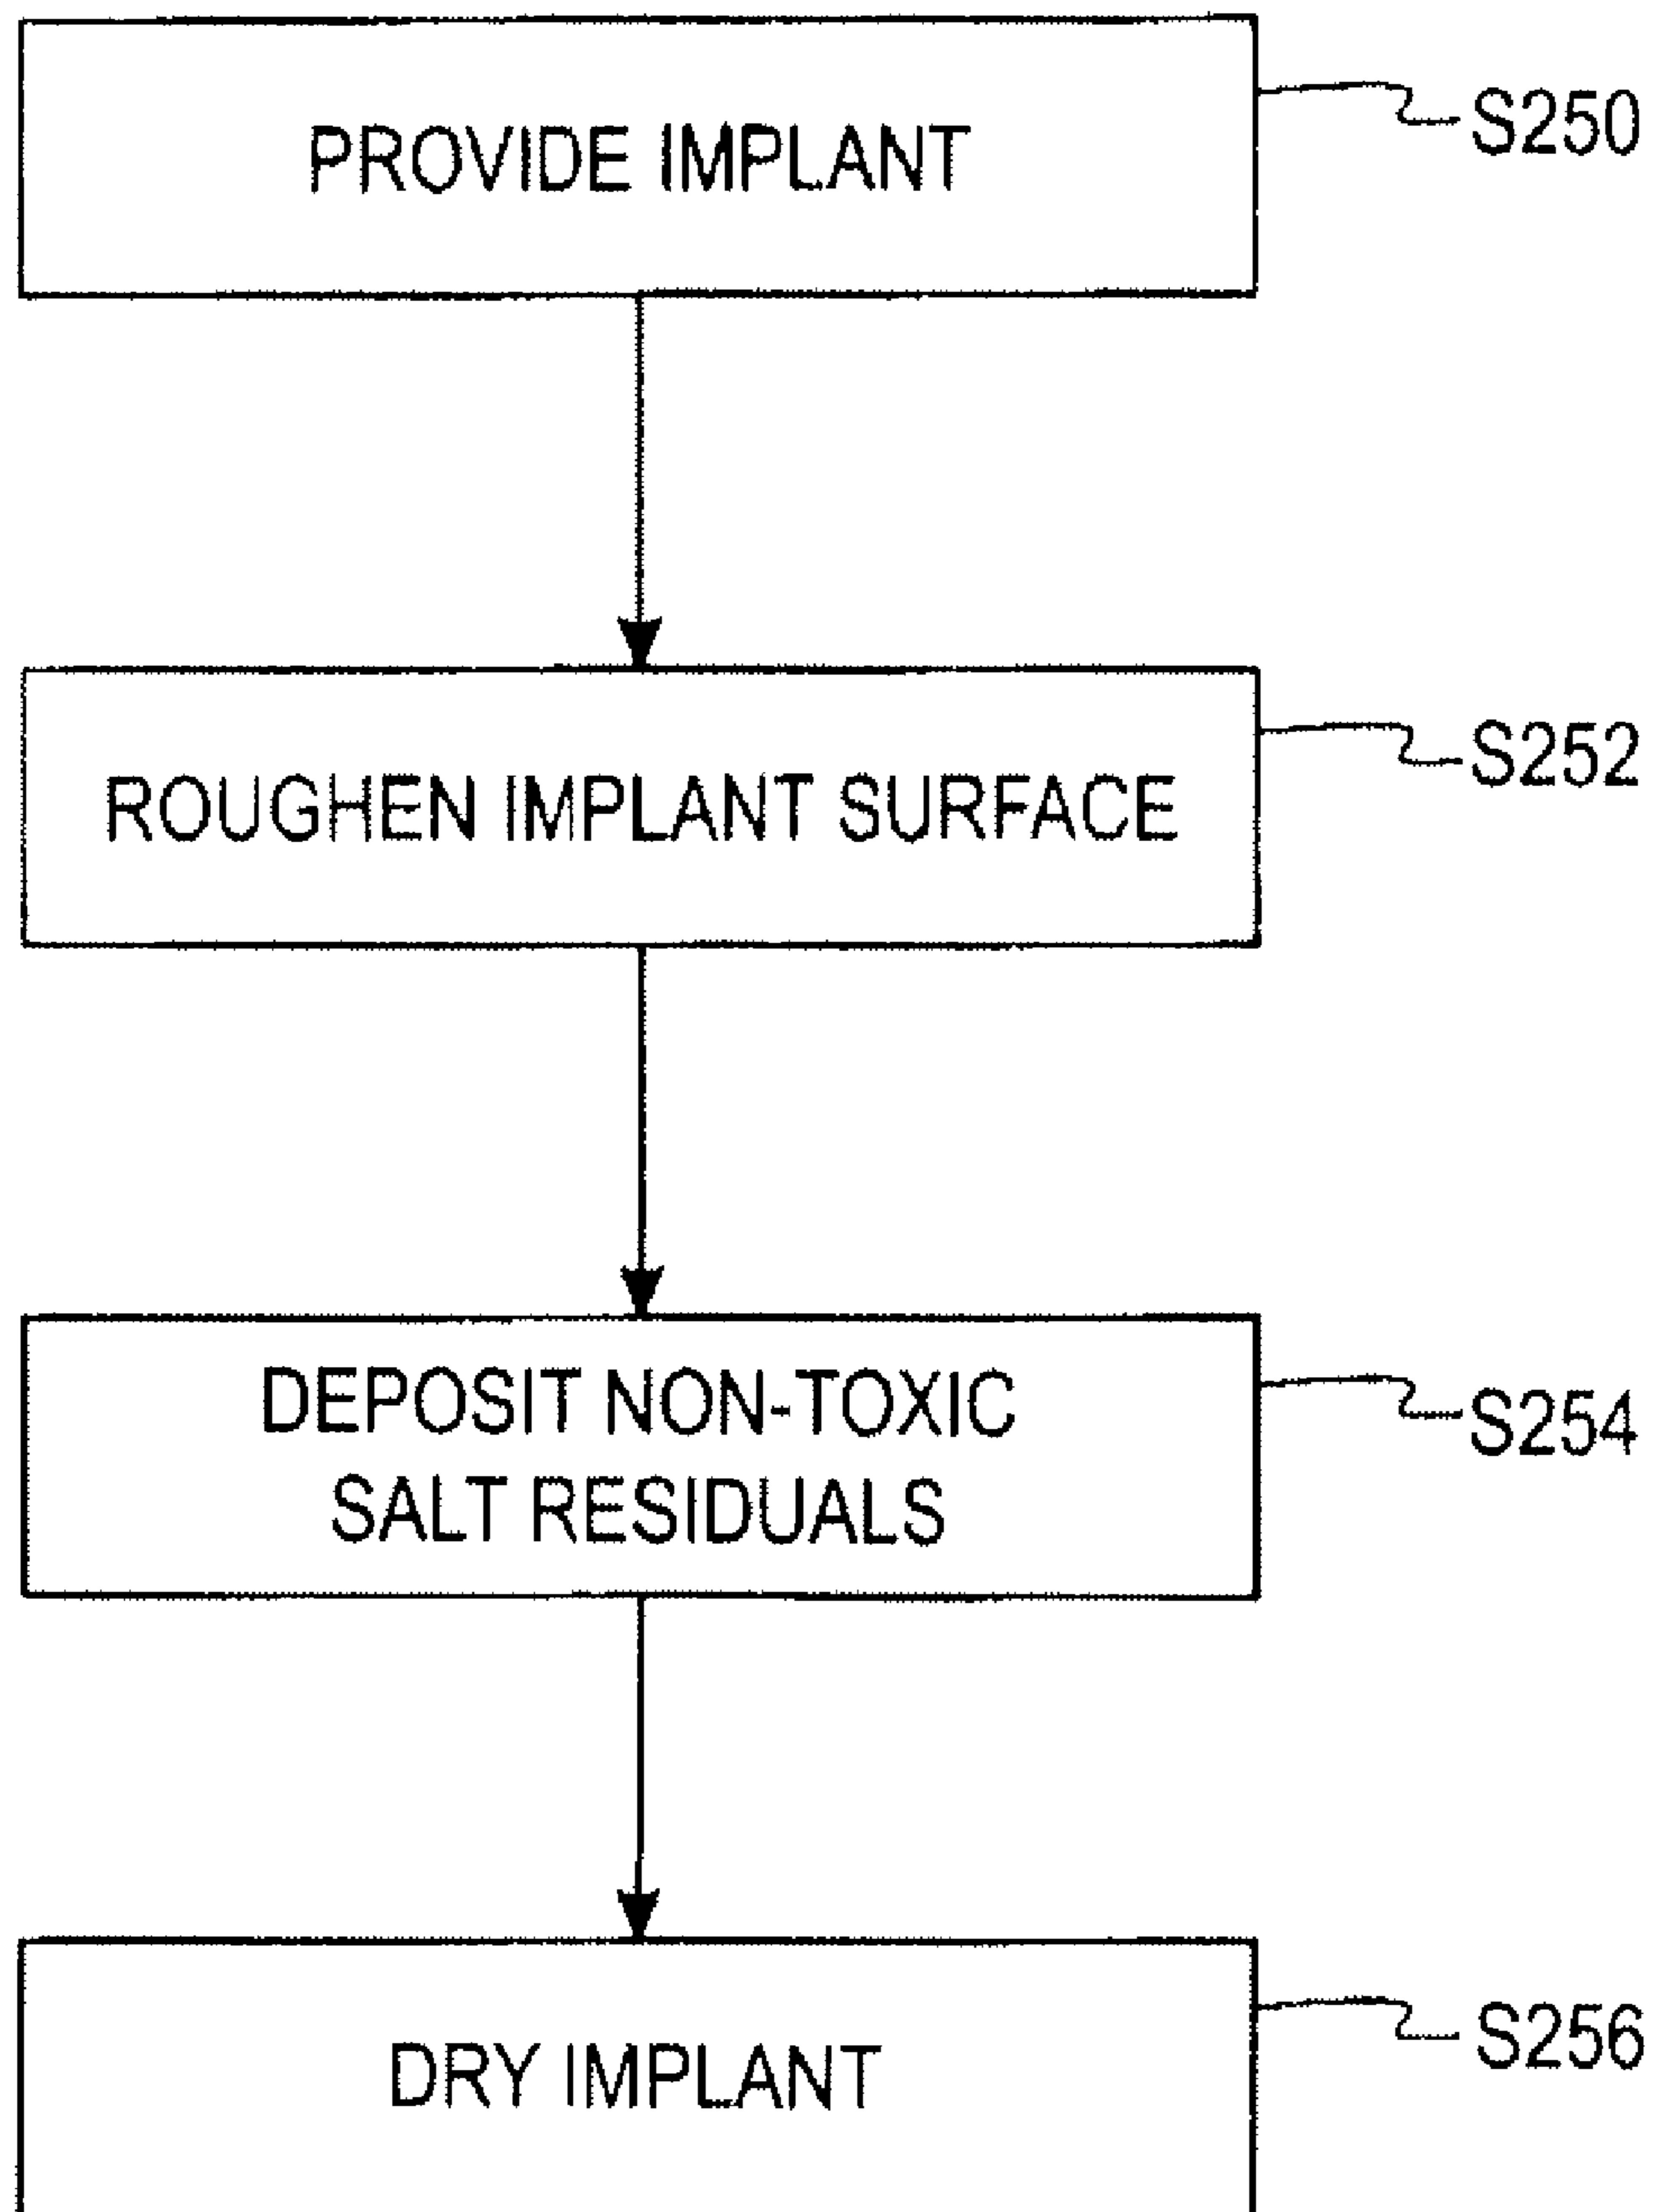 PROVIDE IMPLANT
S250
ROUGHEN IMPLANT SURFACE
S252
DEPOSIT NON-TOXIC
SALT RESIDUALS
S254
DRY IMPLANT
S256